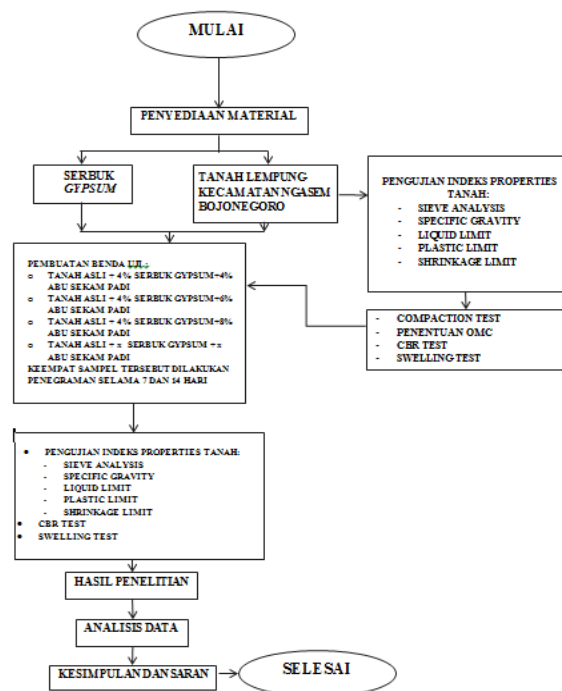 MULAI
PENYEDIAAN MATERIAL
SERBUK
GYPSUM
TANAH LEMPUNG
KECAMATAN NGASEM
BOJONEGORO
PENGUJIAN INDEKS PROPERTIES
TANAH:
- SIEVE ANALYSIS
- SPECIFIC GRAVITY
- LIQUID LIMIT
- PLASTIC LIMIT
- SHRINKAGE LIMIT
- COMPACTION TEST
- PENENTUAN OMC
- CBR TEST
- SWELLING TEST
PEMBUATAN BENDA UJI :
o TANAH ASLI + 4% SERBUK GYPSUM+4%
ABU SEKAM PADI
o TANAH ASLI + 4% SERBUK GYPSUM+6%
ABU SEKAM PADI
o TANAH ASLI + 4% SERBUK GYPSUM+8%
ABU SEKAM PADI
o TANAH ASLI + x SERBUK GYPSUM + x
ABU SEKAM PADI
KEEMPAT SAMPEL TERSEBUT DILAKUKAN
PENEGRAMAN SELAMA 7 DAN 14 HARI
• PENGUJIAN INDEKS PROPERTIES TANAH:
- SIEVE ANALYSIS
- SPECIFIC GRAVITY
- LIQUID LIMIT
- PLASTIC LIMIT
- SHRINKAGE LIMIT
• CBR TEST
• SWELLING TEST
HASIL PENELITIAN
ANALISIS DATA
KESIMPULAN DAN SARAN
SELESAI